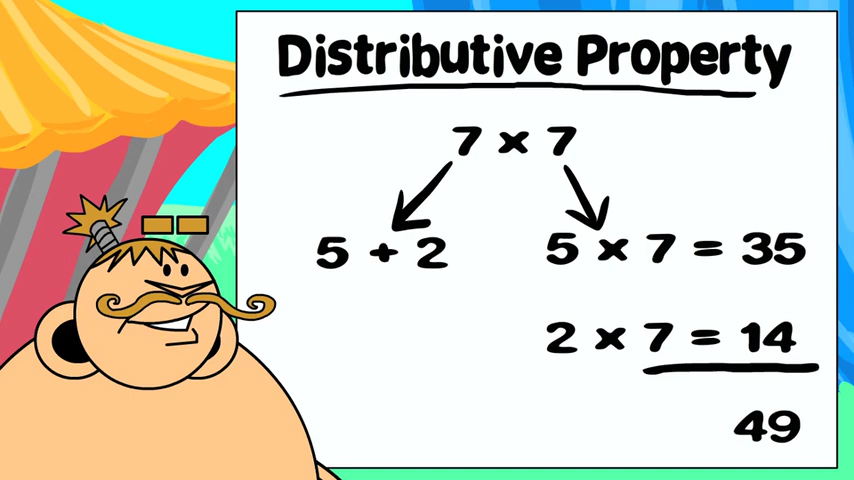 Distributive Property
7 x 7
5 + 2
5 x 7 = 35
2 x 7 = 14
49